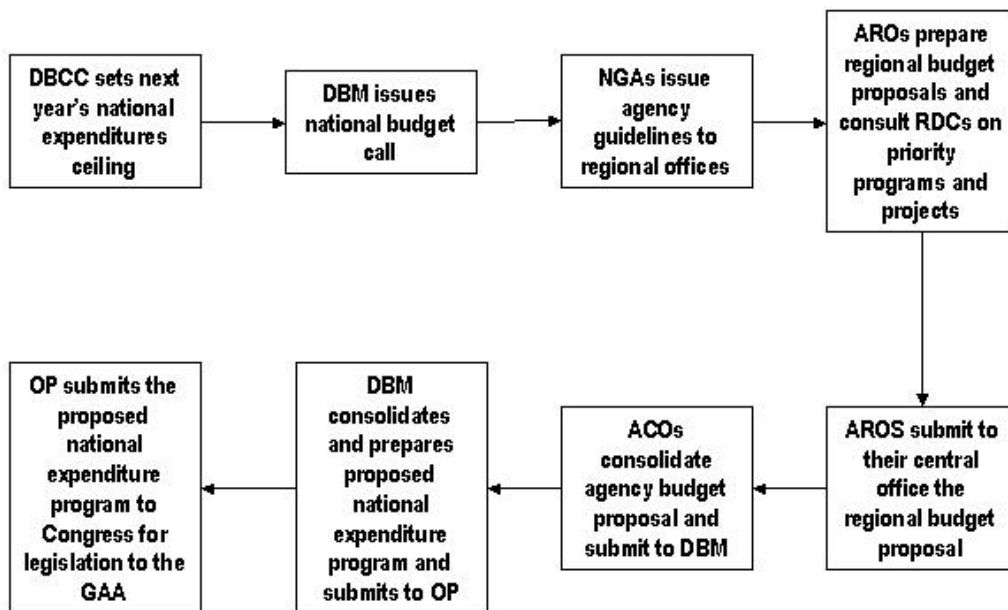 DBCC sets next
year's national
expenditures
ceiling
DBM issues
national budget
call
NGAs issue
agency
guidelines to
regional offices
AROs prepare
regional budget
proposals and
consult RDCs on
priority
programs and
projects
AROS submit to
their central
office the
regional budget
proposal
ACOs
consolidate
agency budget
proposal and
submit to DBM
DBM
consolidates
and prepares
proposed
national
expenditure
program and
submits to OP
OP submits the
proposed
national
expenditure
program to
Congress for
legislation to the
GAA